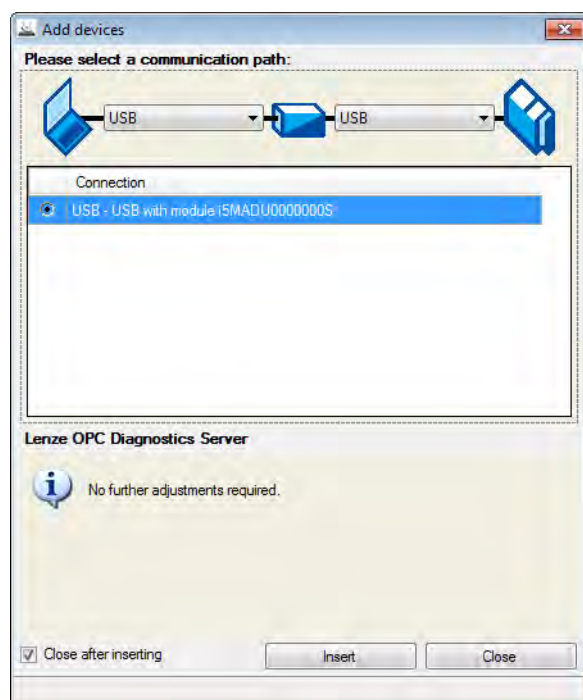 Add devices
Please select a communication path:
USB USB
Connection
USB - USB with module i5MADU0000000S
Lenze OPC Diagnostics Server
No further adjustments required.
Close after inserting Insert Close